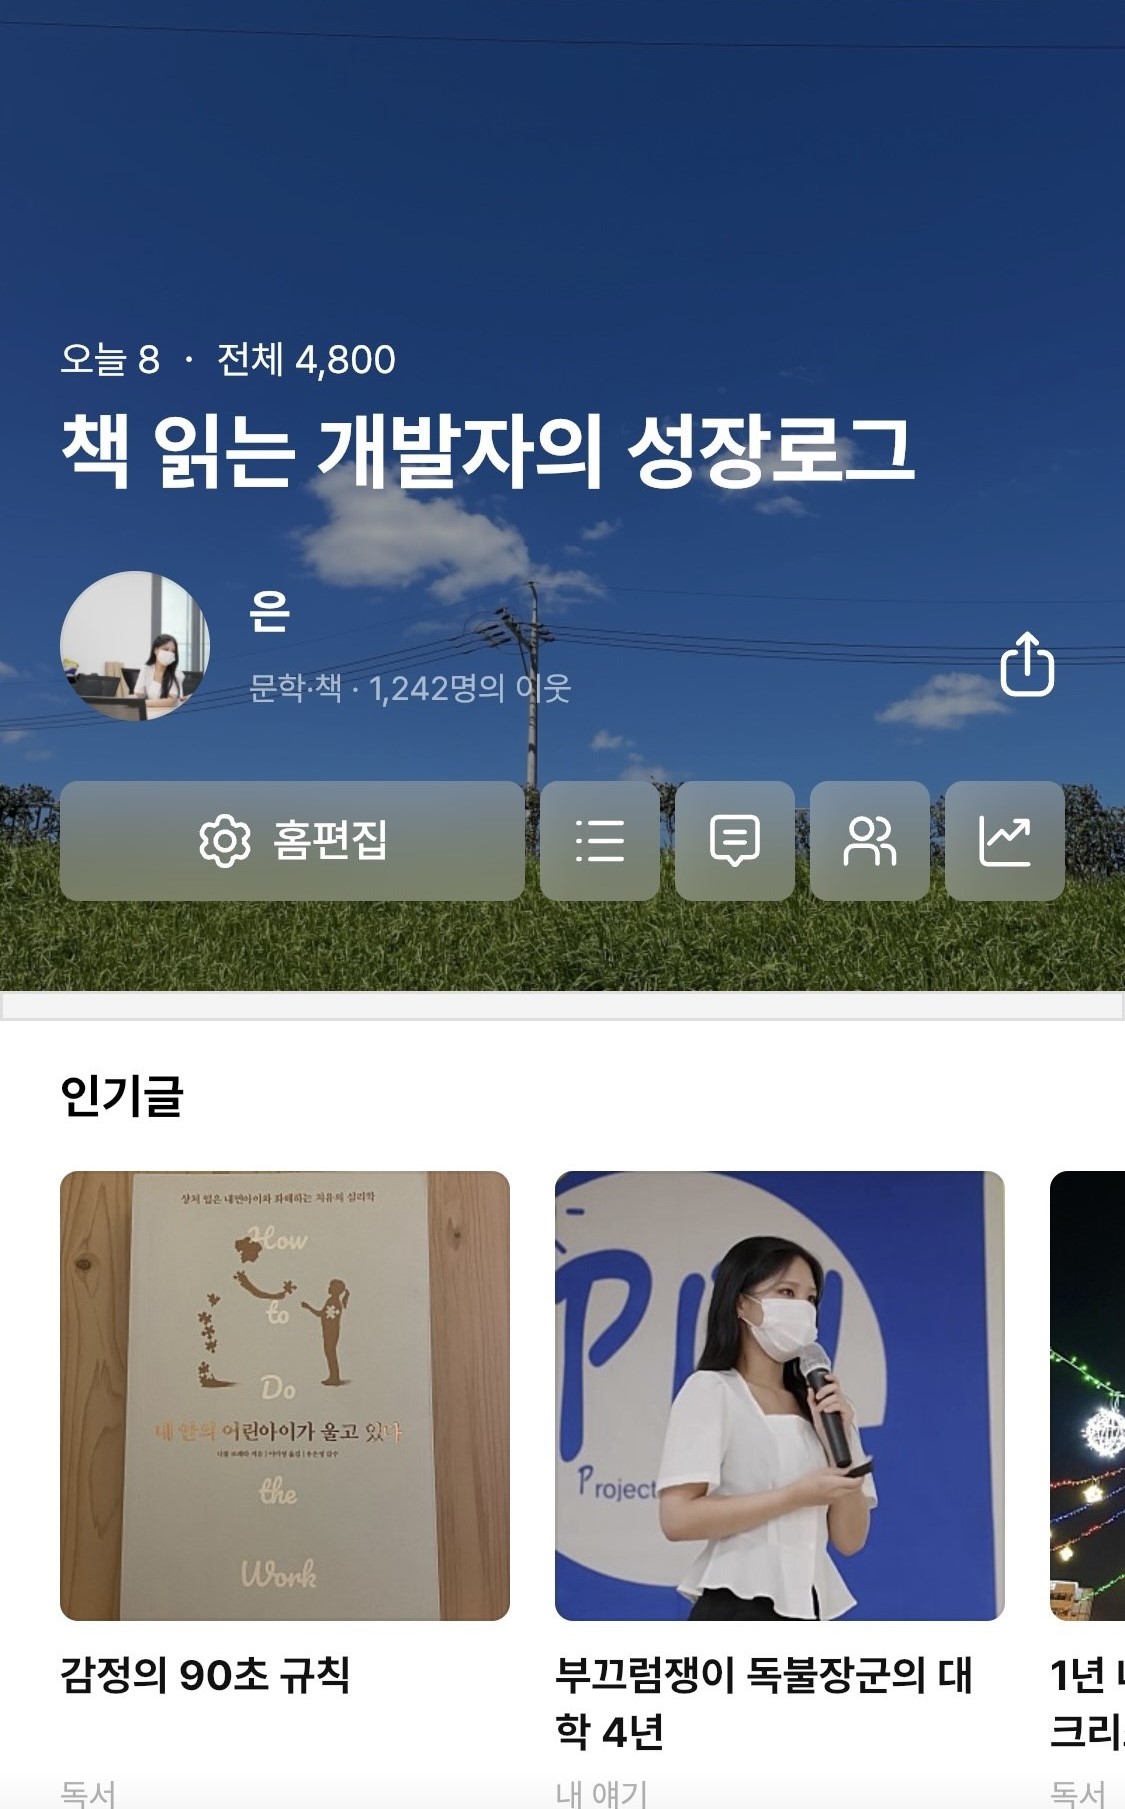 오늘 8 · 전체 4,800
책 읽는 개발자의 성장로그
은
문학·책 · 1,242명의 이웃
홈편집
인기글
상처 입은 내면아이와 화해하는 치유의 심리학
How
to
Do
내 안의 어린아이가 울고 있다
the
Work
Project
감정의 90초 규칙
부끄럼쟁이 독불장군의 대
학 4년
1년
크리
독서
내 얘기
독서